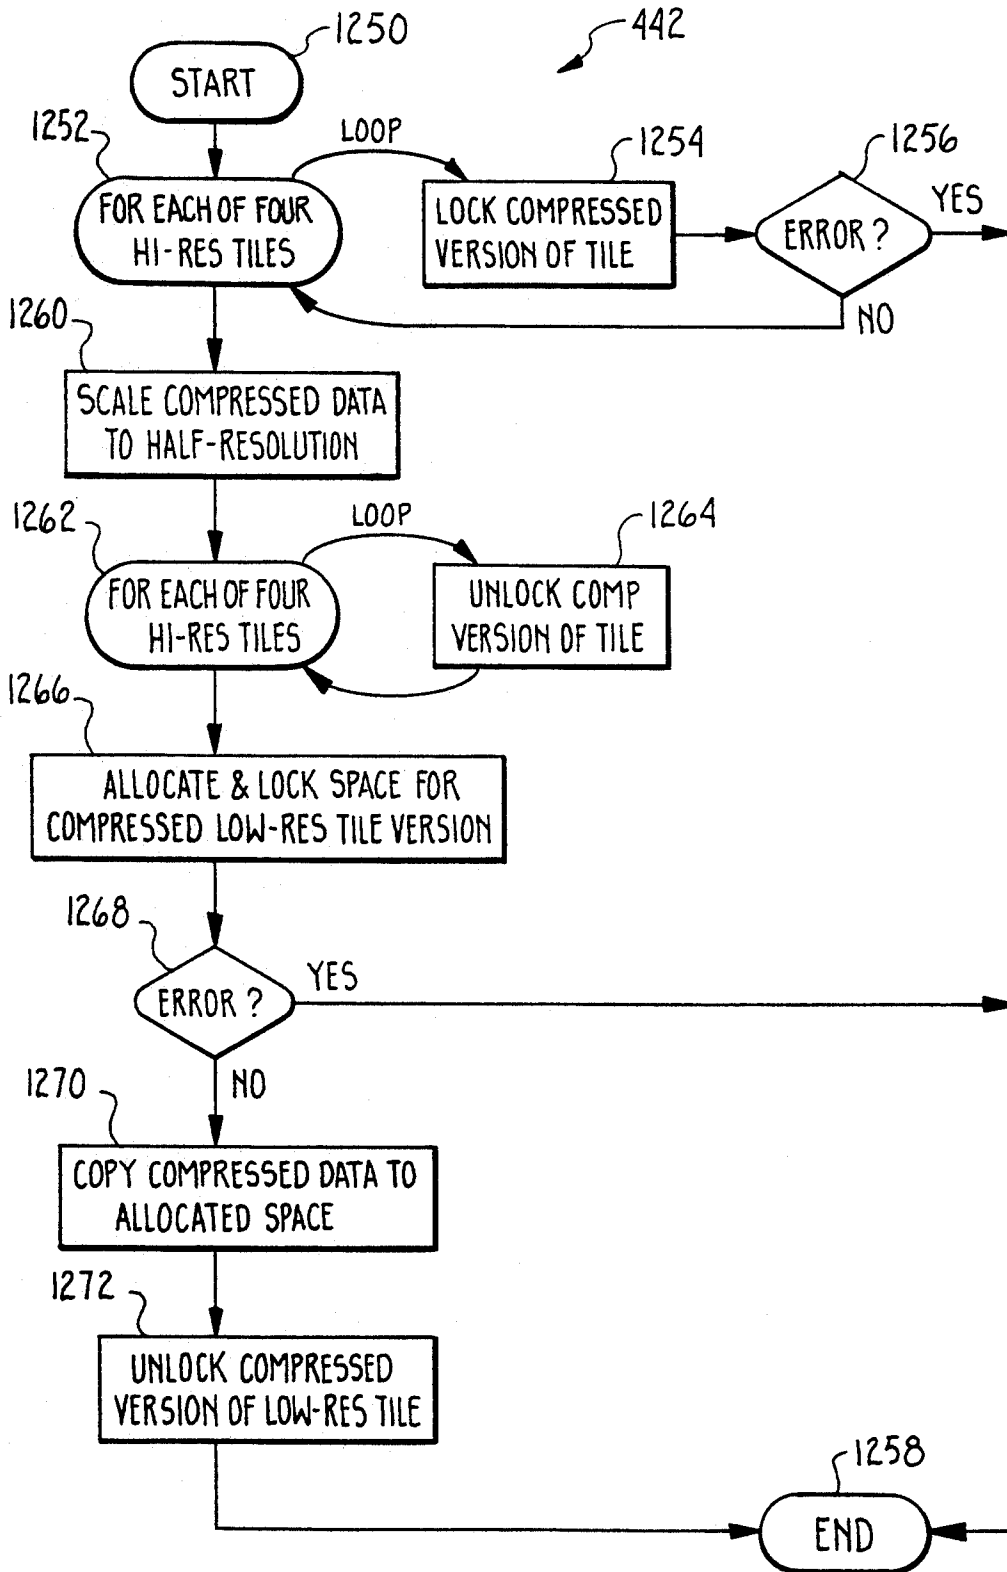 1250
442
START
1252
LOOP
1254
1256
FOR EACH OF FOUR
HI-RES TILES
LOCK COMPRESSED
VERSION OF TILE
ERROR ?
YES
NO
1260
SCALE COMPRESSED DATA
TO HALF-RESOLUTION
1262
LOOP
1264
FOR EACH OF FOUR
HI-RES TILES
UNLOCK COMP
VERSION OF TILE
1266
ALLOCATE & LOCK SPACE FOR
COMPRESSED LOW-RES TILE VERSION
1268
ERROR ?
YES
NO
1270
COPY COMPRESSED DATA TO
ALLOCATED SPACE
1272
UNLOCK COMPRESSED
VERSION OF LOW-RES TILE
1258
END